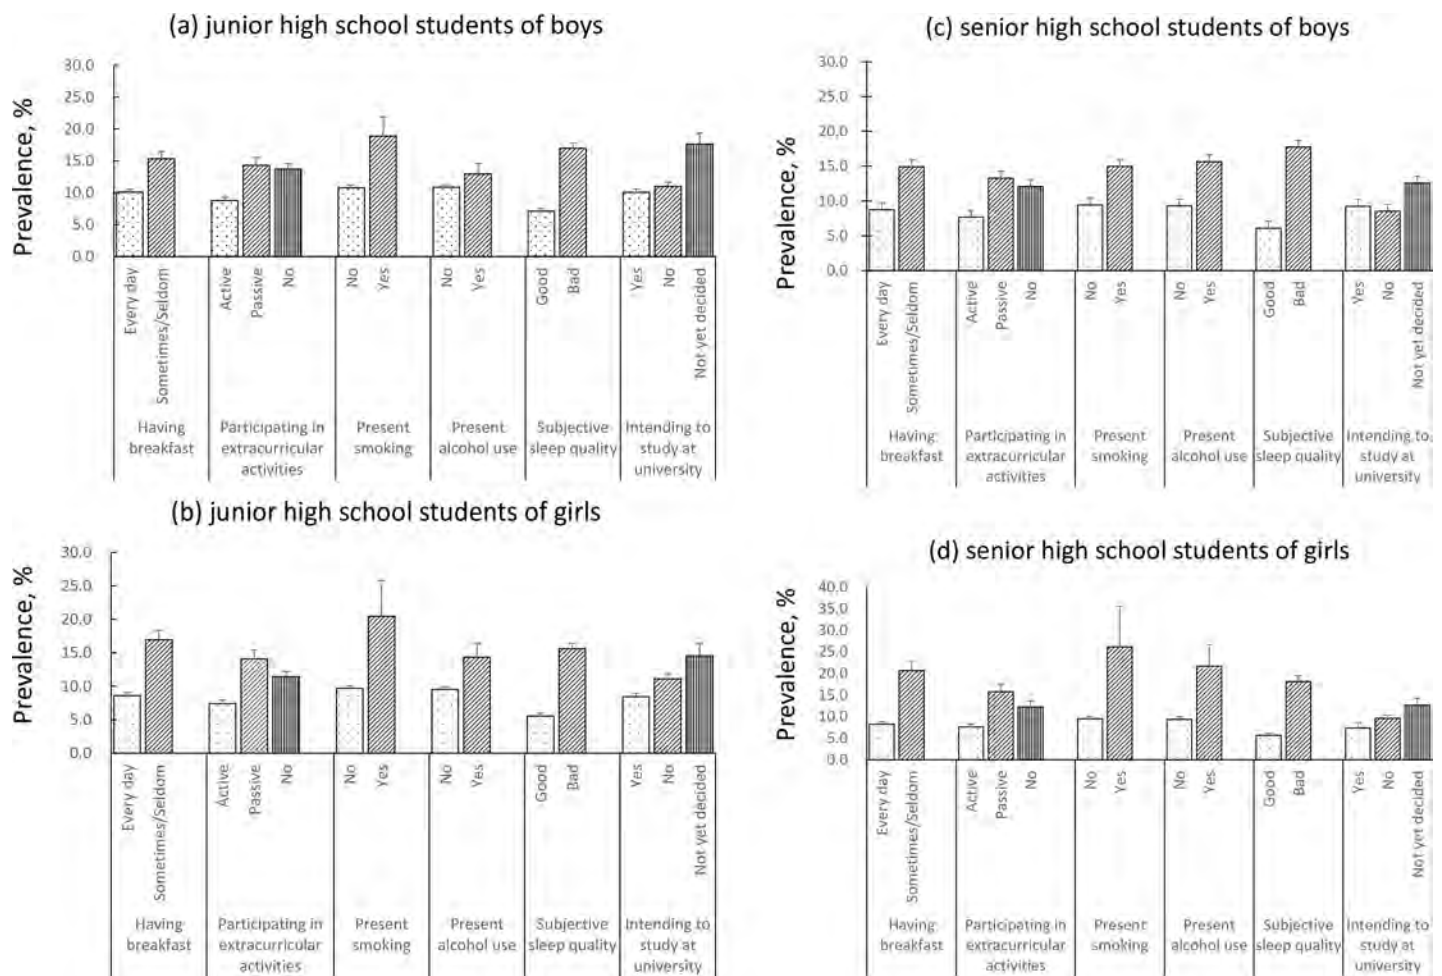 (a) junior high school students of boys
Prevalence, %
30.0
25.0
20.0
15.0
10.0
5.0
0.0
Every day
Sometimes/Seldom
Active
Passive
No
No
Yes
No
Yes
Good
Bad
Yes
No
Not yet decided
Having
breakfast
Participating in
extracurricular
activities
Present
smoking
Present
alcohol use
Subjective
sleep quality
Intending to
study at
university
(b) junior high school students of girls
Prevalence, %
30.0
25.0
20.0
15.0
10.0
5.0
0.0
Every day
Sometimes/Seldom
Active
Passive
No
No
Yes
No
Yes
Good
Bad
Yes
No
Not yet decided
Having
breakfast
Participating in
extracurricular
activities
Present
smoking
Present
alcohol use
Subjective
sleep quality
Intending to
study at
university
(c) senior high school students of boys
Prevalence, %
30.0
25.0
20.0
15.0
10.0
5.0
0.0
Every day
Sometimes/Seldom
Active
Passive
No
No
Yes
No
Yes
Good
Bad
Yes
No
Not yet decided
Having
breakfast
Participating in
extracurricular
activities
Present
smoking
Present
alcohol use
Subjective
sleep quality
Intending to
study at
university
(d) senior high school students of girls
Prevalence, %
40.0
35.0
30.0
25.0
20.0
15.0
10.0
5.0
0.0
Every day
Sometimes/Seldom
Active
Passive
No
No
Yes
No
Yes
Good
Bad
Yes
No
Not yet decided
Having
breakfast
Participating in
extracurricular
activities
Present
smoking
Present
alcohol use
Subjective
sleep quality
Intending to
study at
university